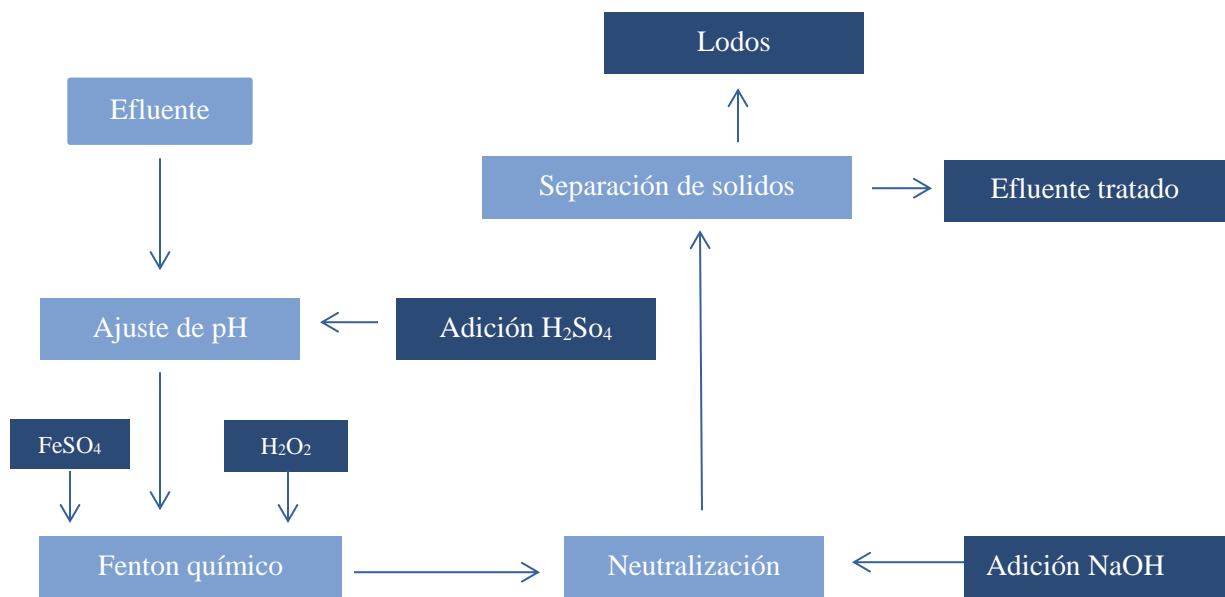 Lodos
Efluente
Separación de solidos
Efluente tratado
Ajuste de pH
Adición H₂So₄
FeSO₄
H₂O₂
Fenton químico
Neutralización
Adición NaOH